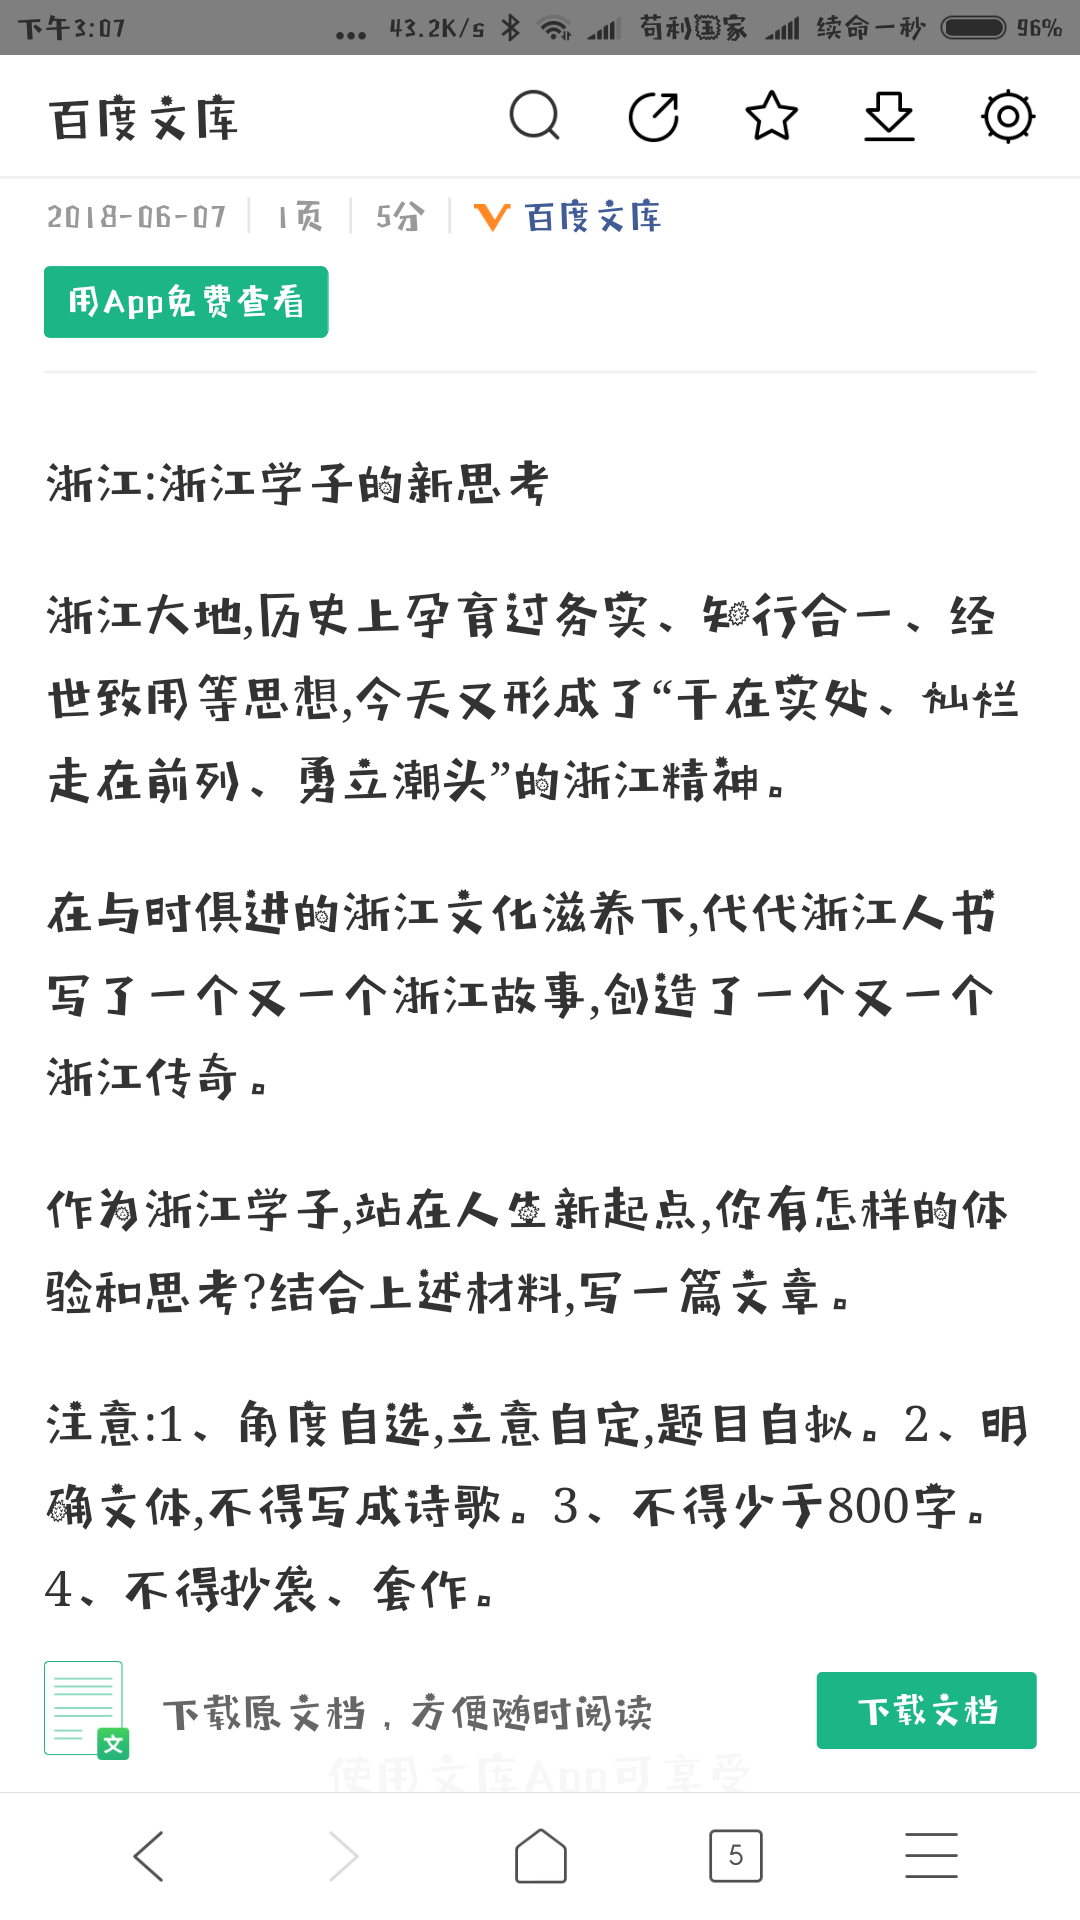 下午3:07 ... 43.2K/s 苟利国家 续命一秒 96%
百度文库
2018-06-07 1页 5分 百度文库
用App免费查看
浙江:浙江学子的新思考
浙江大地,历史上孕育过务实、知行合一、经
世致用等思想,今天又形成了“干在实处、灿烂
走在前列、勇立潮头”的浙江精神。
在与时俱进的浙江文化滋养下,代代浙江人书
写了一个又一个浙江故事,创造了一个又一个
浙江传奇。
作为浙江学子,站在人生新起点,你有怎样的体
验和思考?结合上述材料,写一篇文章。
注意:1、角度自选,立意自定,题目自拟。2、明
确文体,不得写成诗歌。3、不得少于800字。
4、不得抄袭、套作。
文
下载原文档，方便随时阅读
下载文档
使用文库App可享受
5